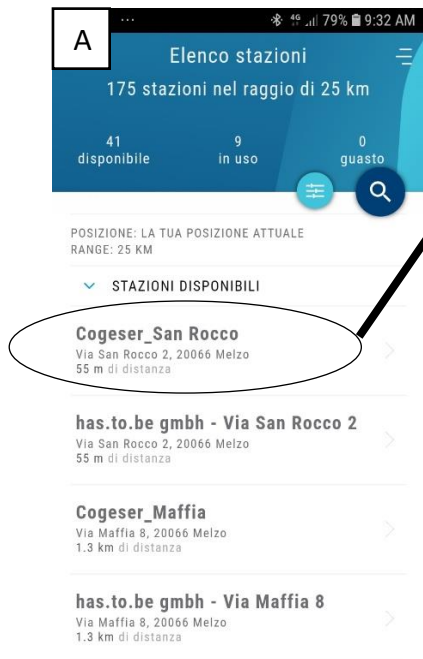 A
... 4G 79% 9:32 AM
Elenco stazioni
175 stazioni nel raggio di 25 km
41 9 0
disponibile in uso guasto
POSIZIONE: LA TUA POSIZIONE ATTUALE
RANGE: 25 KM
STAZIONI DISPONIBILI
Cogeser_San Rocco
Via San Rocco 2, 20066 Melzo
55 m di distanza
has.to.be gmbh - Via San Rocco 2
Via San Rocco 2, 20066 Melzo
55 m di distanza
Cogeser_Maffia
Via Maffia 8, 20066 Melzo
1.3 km di distanza
has.to.be gmbh - Via Maffia 8
Via Maffia 8, 20066 Melzo
1.3 km di distanza